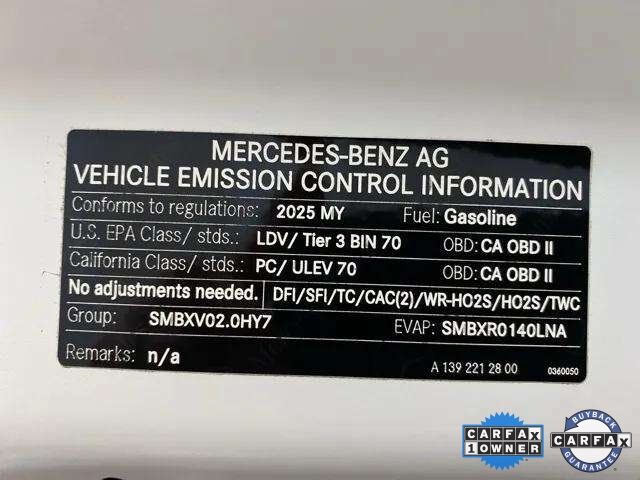 MERCEDES-BENZ AG
VEHICLE EMISSION CONTROL INFORMATION
Conforms to regulations: 2025 MY Fuel: Gasoline
U.S. EPA Class/ stds.: LDV/ Tier 3 BIN 70 OBD: CA OBD II
California Class/ stds.: PC/ ULEV 70 OBD: CA OBD II
No adjustments needed. DFI/SFI/TC/CAC(2)/WR-HO2S/HO2S/TWC
Group: SMBXV02.0HY7 EVAP: SMBXR0140LNA
Remarks: n/a A 139 221 28 00 0360050
CARFAX
1 OWNER
BUYBACK
CARFAX
GUARANTEE